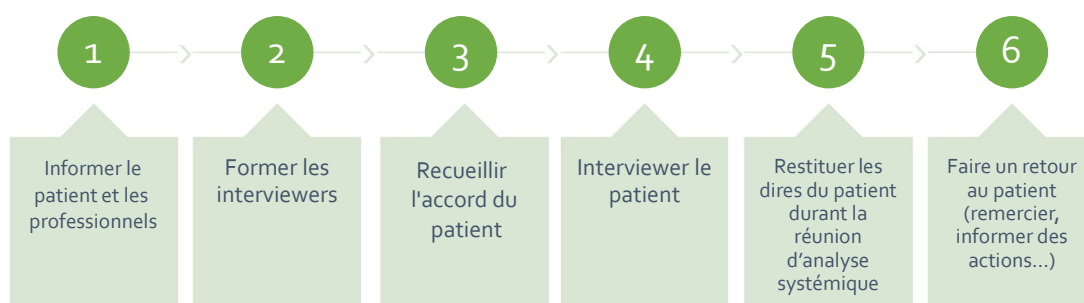 1
2
3
4
5
6
Informer le
patient et les
professionnels
Former les
interviewers
Recueillir
l'accord du
patient
Interviewer le
patient
Restituer les
dires du patient
durant la
réunion
d’analyse
systémique
Faire un retour
au patient
(remercier,
informer des
actions…)